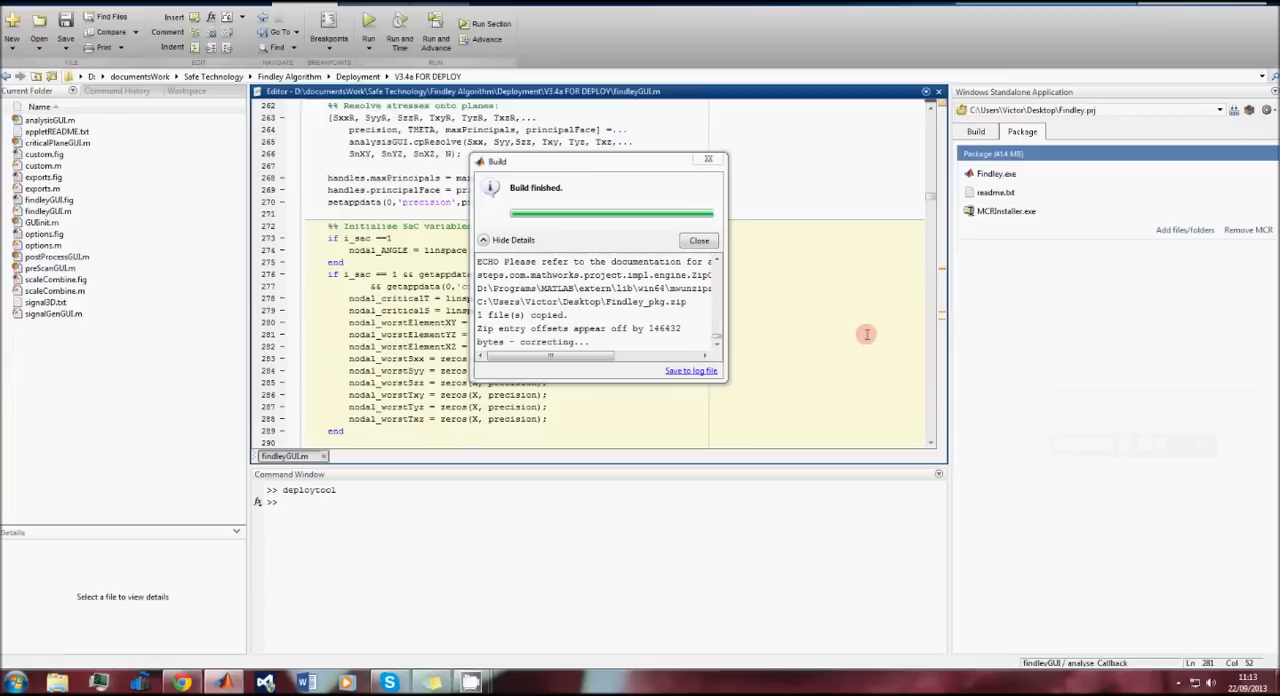 New
Open
Save
Find Files
Compare
Print
FILE
Insert
Comment
Indent
EDIT
Go To
Find
NAVIGATE
Breakpoints
BREAKPOINTS
Run
Run and Time
Run and Advance
Run Section
Advance
RUN
D: documentsWork Safe Technology Findley Algorithm Deployment V3.4a FOR DEPLOY
Current Folder
Command History
Workspace
Name
analysisGUI.m
appletREADME.txt
criticalPlaneGUI.m
custom.fig
custom.m
exports.fig
exports.m
findleyGUI.fig
findleyGUI.m
GUIinit.m
options.fig
options.m
postProcessGUI.m
preScanGUI.m
scaleCombine.fig
scaleCombine.m
signal3D.txt
signalGenGUI.m
Details
Select a file to view details
Editor - D:\documentsWork\Safe Technology\Findley Algorithm\Deployment\V3.4a FOR DEPLOY\findleyGUI.m
262 %% Resolve stresses onto planes:
263 [SxxR, SyyR, SzzR, TxyR, TyzR, TxzR,...
264 precision, THETA, maxPrincipals, principalFace] =...
265 analysisGUI.cpResolve(Sxx, Syy,Szz, Txy, Tyz, Txz,...
266 SnXY, SnYZ, SnXZ, N);
267
268 handles.maxPrincipals =
269 handles.principalFace =
270 setappdata(0,'precision',
271
272 %% Initialise SaC variable
273 if i_sac ==1
274 nodal_ANGLE = linspace
275 end
276 if i_sac == 1 && getappdat
277 && getappdata(0,'c
278 nodal_criticalT = lins
279 nodal_criticalS = lins
280 nodal_worstElementXY =
281 nodal_worstElementYZ =
282 nodal_worstElementXZ =
283 nodal_worstSxx = zeros
284 nodal_worstSyy = zeros
285 nodal_worstSzz = zeros(X, precision);
286 nodal_worstTxy = zeros(X, precision);
287 nodal_worstTyz = zeros(X, precision);
288 nodal_worstTxz = zeros(X, precision);
289 end
290
findleyGUI.m
Build
Build finished.
Hide Details
Close
ECHO Please refer to the documentation for a
steps.com.mathworks.project.impl.engine.Zip
D:\Programs\MATLAB\extern\lib\win64\mwunzips
C:\Users\Victor\Desktop\Findley_pkg.zip
1 file(s) copied.
Zip entry offsets appear off by 146432
bytes - correcting...
Save to log file
Command Window
>> deploytool
fx >>
Windows Standalone Application
C:\Users\Victor\Desktop\Findley.prj
Build
Package
Package (414 MB)
Findley.exe
readme.txt
MCRInstaller.exe
Add files/folders
Remove MCR
findleyGUI / analyse Callback
Ln 281 Col 52
11:13
22/09/2013